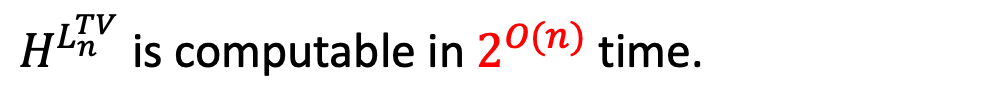 $H^{L_n^{TV}}$ is computable in $2^{O(n)}$ time.